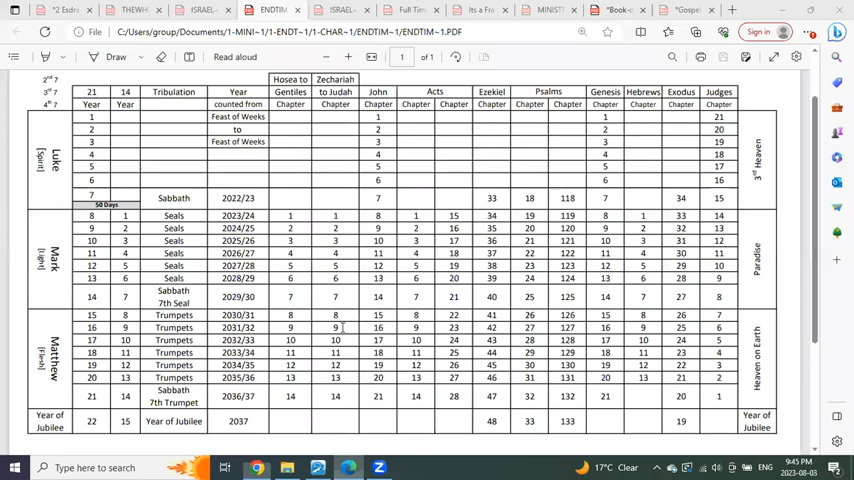 *2 Esdra
THEWH
ISRAEL-
ENDTIM
ISRAEL-
Full Tim
Its a Fre
MINIST
*Book-o
*Gospel
File C:/Users/group/Documents/1-MINI~1/1-ENDT~1/1-CHAR~1/ENDTIM~1/ENDTIM~1.PDF
Sign in
Draw Read aloud 1 of 1
2nd 7 Hosea to Zechariah
3rd 7 21 14 Tribulation Year Gentiles to Judah John Acts Ezekiel Psalms Genesis Hebrews Exodus Judges
4th 7 Year Year counted from Chapter Chapter Chapter Chapter Chapter Chapter Chapter Chapter Chapter Chapter Chapter Chapter
Luke [Spirit]
1 Feast of Weeks 1 1 21
2 to 2 2 20
3 Feast of Weeks 3 3 19
4 4 4 18
5 5 5 17
6 6 6 16
7 Sabbath 2022/23 7 33 18 118 7 34 15
50 Days
3rd Heaven
Mark [Light]
8 1 Seals 2023/24 1 1 8 1 15 34 19 119 8 1 33 14
9 2 Seals 2024/25 2 2 9 2 16 35 20 120 9 2 32 13
10 3 Seals 2025/26 3 3 10 3 17 36 21 121 10 3 31 12
11 4 Seals 2026/27 4 4 11 4 18 37 22 122 11 4 30 11
12 5 Seals 2027/28 5 5 12 5 19 38 23 123 12 5 29 10
13 6 Seals 2028/29 6 6 13 6 20 39 24 124 13 6 28 9
14 7 Sabbath 2029/30 7 7 14 7 21 40 25 125 14 7 27 8
7th Seal
Paradise
Matthew [Flesh]
15 8 Trumpets 2030/31 8 8 15 8 22 41 26 126 15 8 26 7
16 9 Trumpets 2031/32 9 9 16 9 23 42 27 127 16 9 25 6
17 10 Trumpets 2032/33 10 10 17 10 24 43 28 128 17 10 24 5
18 11 Trumpets 2033/34 11 11 18 11 25 44 29 129 18 11 23 4
19 12 Trumpets 2034/35 12 12 19 12 26 45 30 130 19 12 22 3
20 13 Trumpets 2035/36 13 13 20 13 27 46 31 131 20 13 21 2
21 14 Sabbath 2036/37 14 14 21 14 28 47 32 132 21 20 1
7th Trumpet
Heaven on Earth
Year of Jubilee 22 15 Year of Jubilee 2037 48 33 133 19 Year of Jubilee
Type here to search
17°C Clear
ENG
9:45 PM
2023-08-03
2